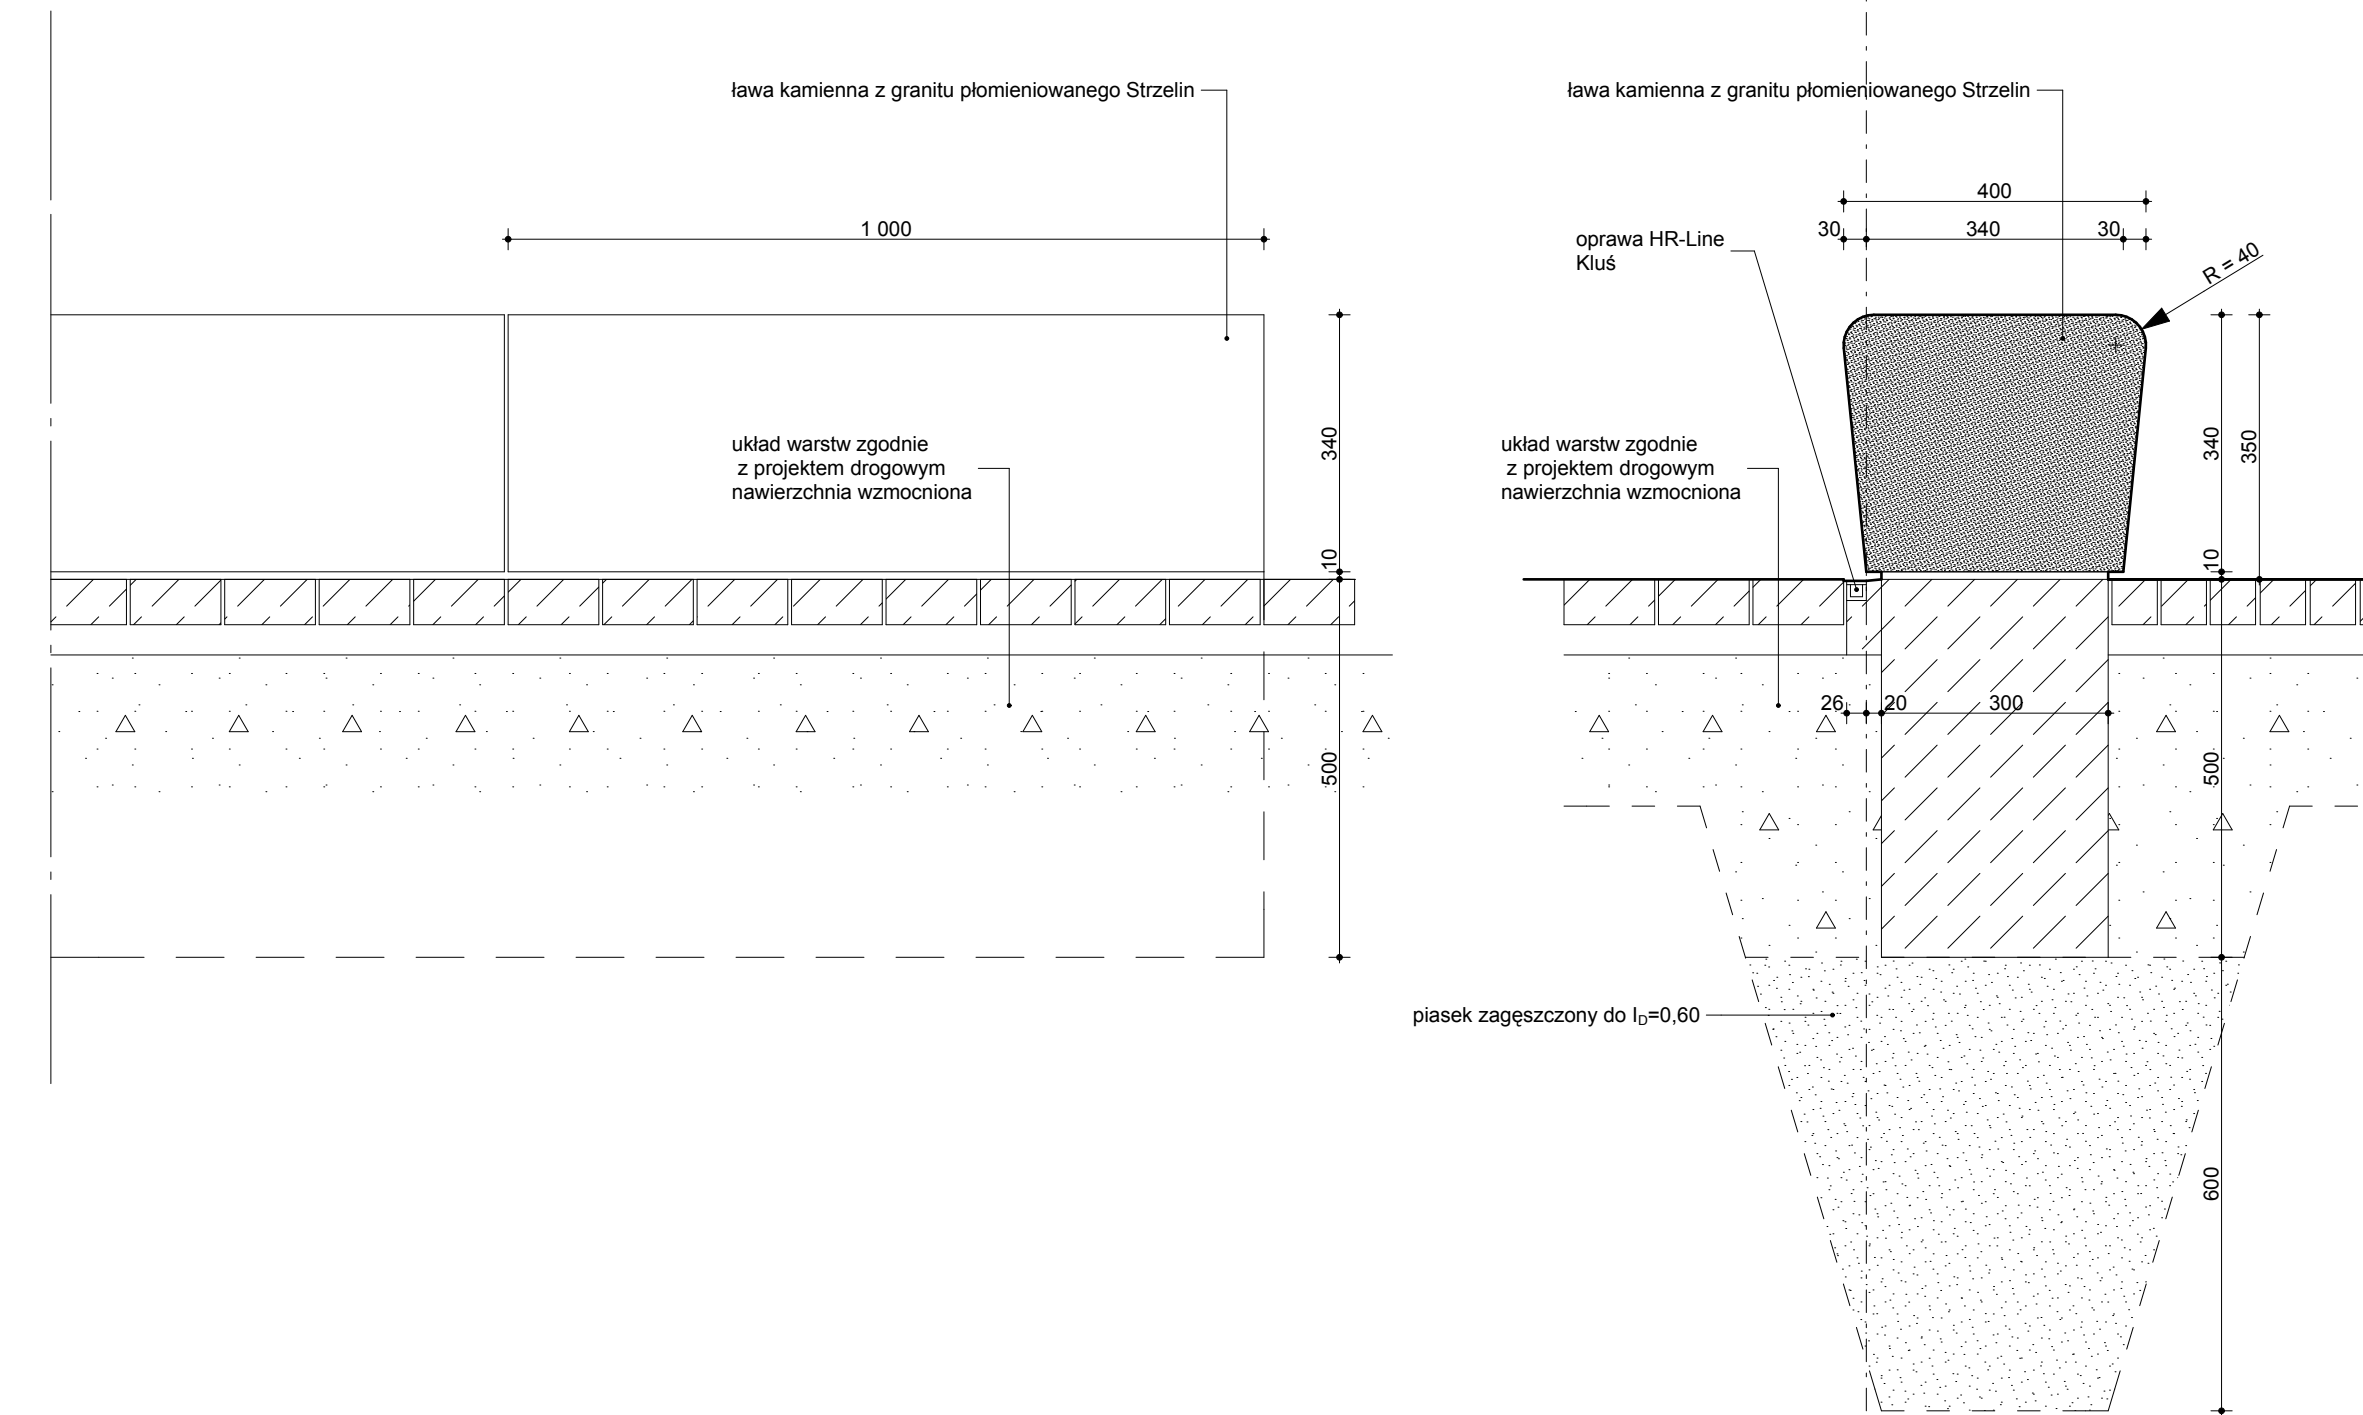 ława kamienna z granitu płomieniowanego Strzelin
1 000
układ warstw zgodnie
z projektem drogowym
nawierzchnia wzmocniona
340
10
500
ława kamienna z granitu płomieniowanego Strzelin
400
30
340
30
oprawa HR-Line
Kluś
R = 40
układ warstw zgodnie
z projektem drogowym
nawierzchnia wzmocniona
340
350
10
26
20
300
500
piasek zagęszczony do I_D=0,60
600